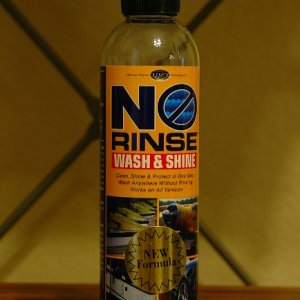 NO
RINSE
WASH & SHINE
Clean, Shine & Protect in One Step
Wash Anywhere Without Rinsing
Works on All Vehicles
NEW
Formula